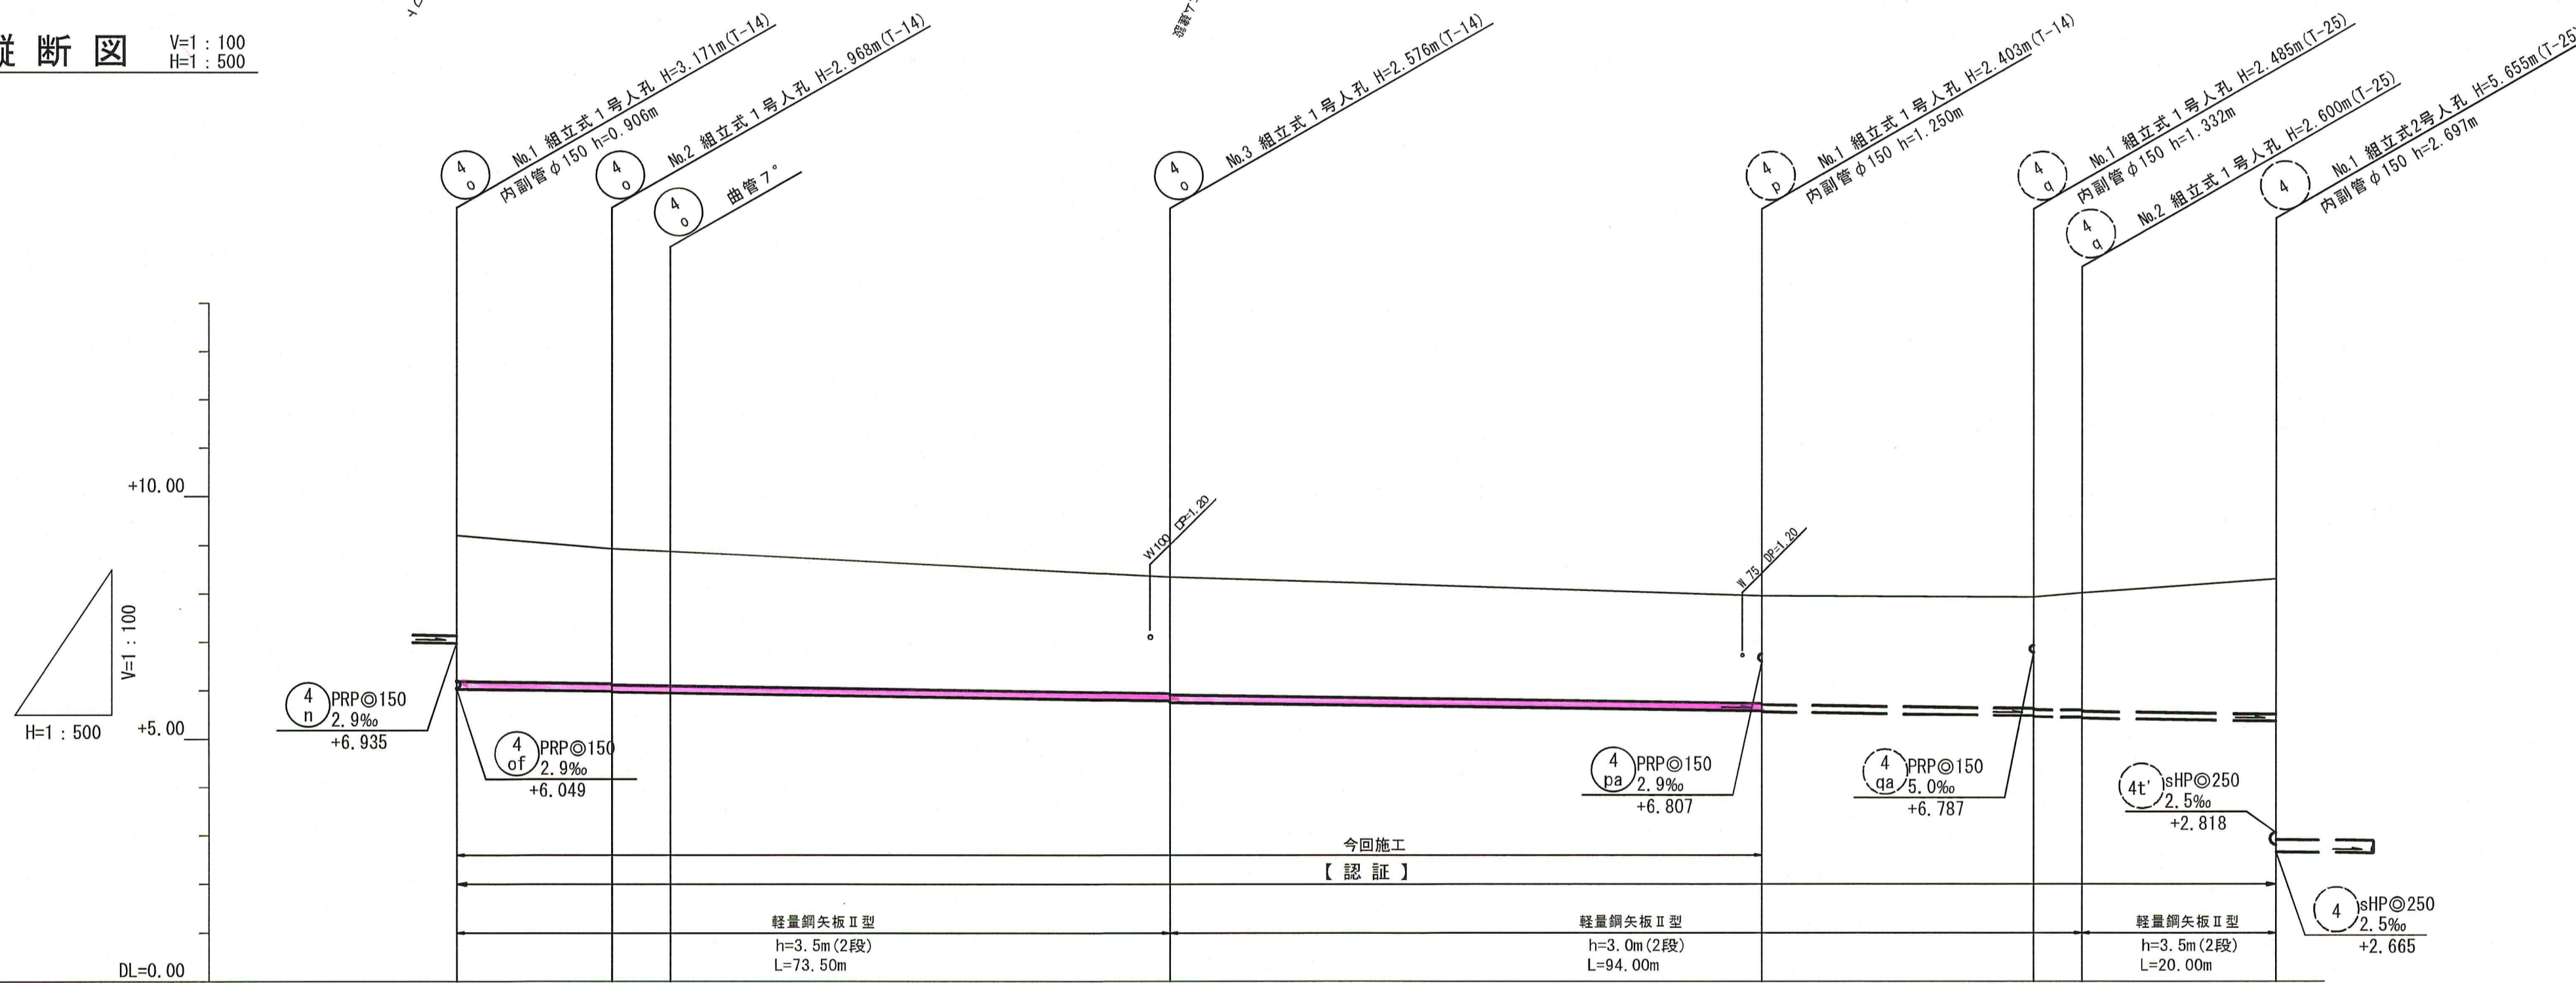 縦断図
V=1：100
H=1：500
4
o
№.1 組立式１号人孔 H=3.171m(T-14)
内副管φ150 h=0.906m
4
o
№.2 組立式１号人孔 H=2.968m(T-14)
4
o
曲管７°
4
o
№.3 組立式１号人孔 H=2.576m(T-14)
4
p
№.1 組立式１号人孔 H=2.403m(T-14)
内副管φ150 h=1.250m
4
q
№.1 組立式１号人孔 H=2.485m(T-25)
内副管φ150 h=1.332m
4
q
№.2 組立式１号人孔 H=2.600m(T-25)
4
№.1 組立式2号人孔 H=5.655m(T-25)
内副管φ150 h=2.697m
+10.00
+5.00
DL=0.00
V=1：100
H=1：500
W100 DP=1.20
W 75 DP=1.20
4
n
PRP◎150
2.9‰
+6.935
4
of
PRP◎150
2.9‰
+6.049
4
pa
PRP◎150
2.9‰
+6.807
4
qa
PRP◎150
5.0‰
+6.787
4t'
sHP◎250
2.5‰
+2.818
4
sHP◎250
2.5‰
+2.665
今回施工
【 認 証 】
軽量鋼矢板Ⅱ型
h=3.5m(2段)
L=73.50m
軽量鋼矢板Ⅱ型
h=3.0m(2段)
L=94.00m
軽量鋼矢板Ⅱ型
h=3.5m(2段)
L=20.00m